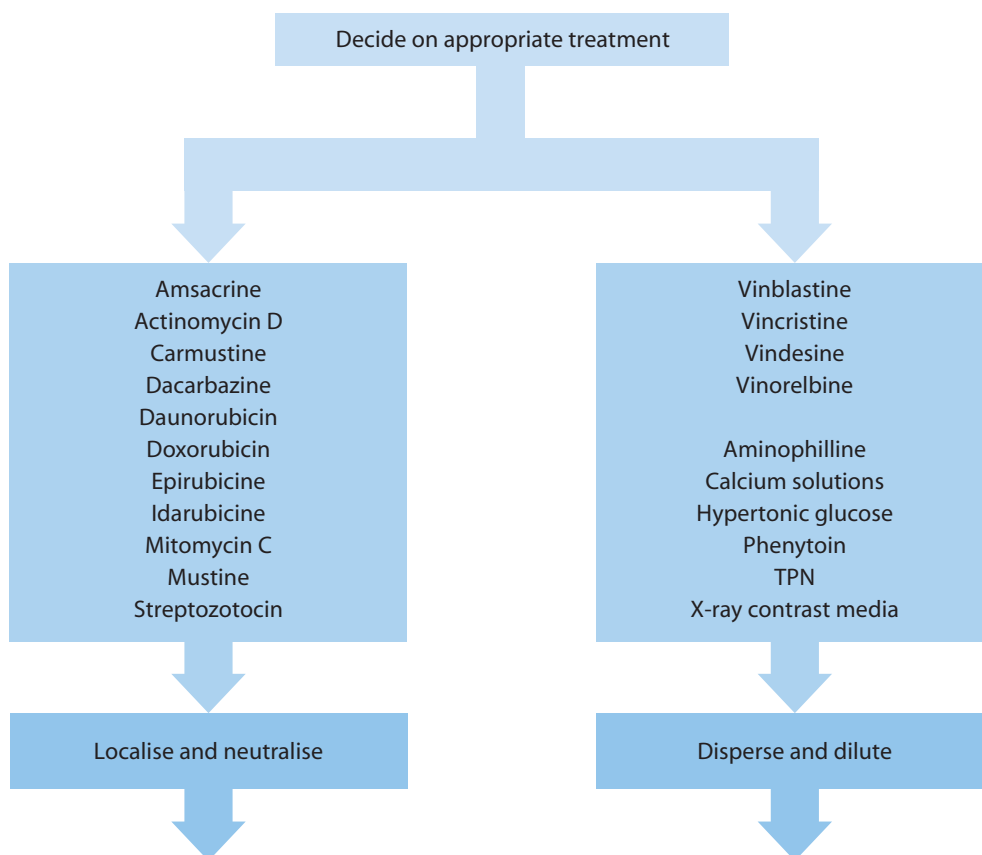 Decide on appropriate treatment
Amsacrine
Actinomycin D
Carmustine
Dacarbazine
Daunorubicin
Doxorubicin
Epirubicine
Idarubicine
Mitomycin C
Mustine
Streptozotocin
Vinblastine
Vincristine
Vindesine
Vinorelbine
Aminophilline
Calcium solutions
Hypertonic glucose
Phenytoin
TPN
X-ray contrast media
Localise and neutralise
Disperse and dilute